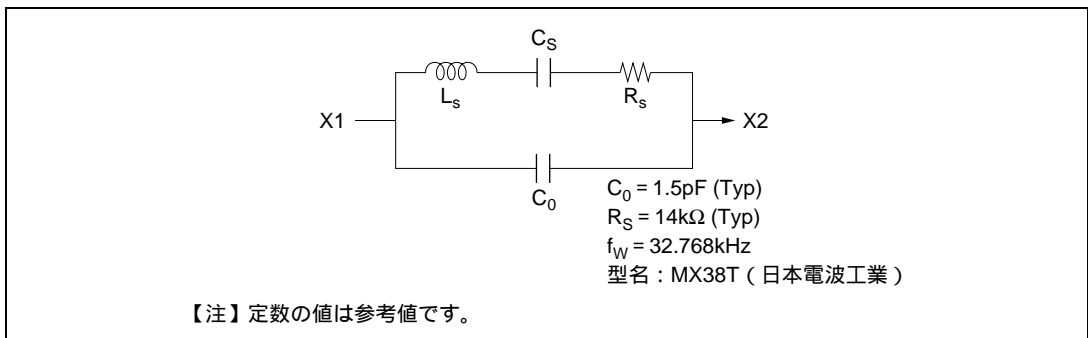 C_S
L_s
R_s
X1
X2
C_0
C_0 = 1.5pF (Typ)
R_S = 14kΩ (Typ)
f_W = 32.768kHz
型名：MX38T（日本電波工業）
【注】定数の値は参考値です。